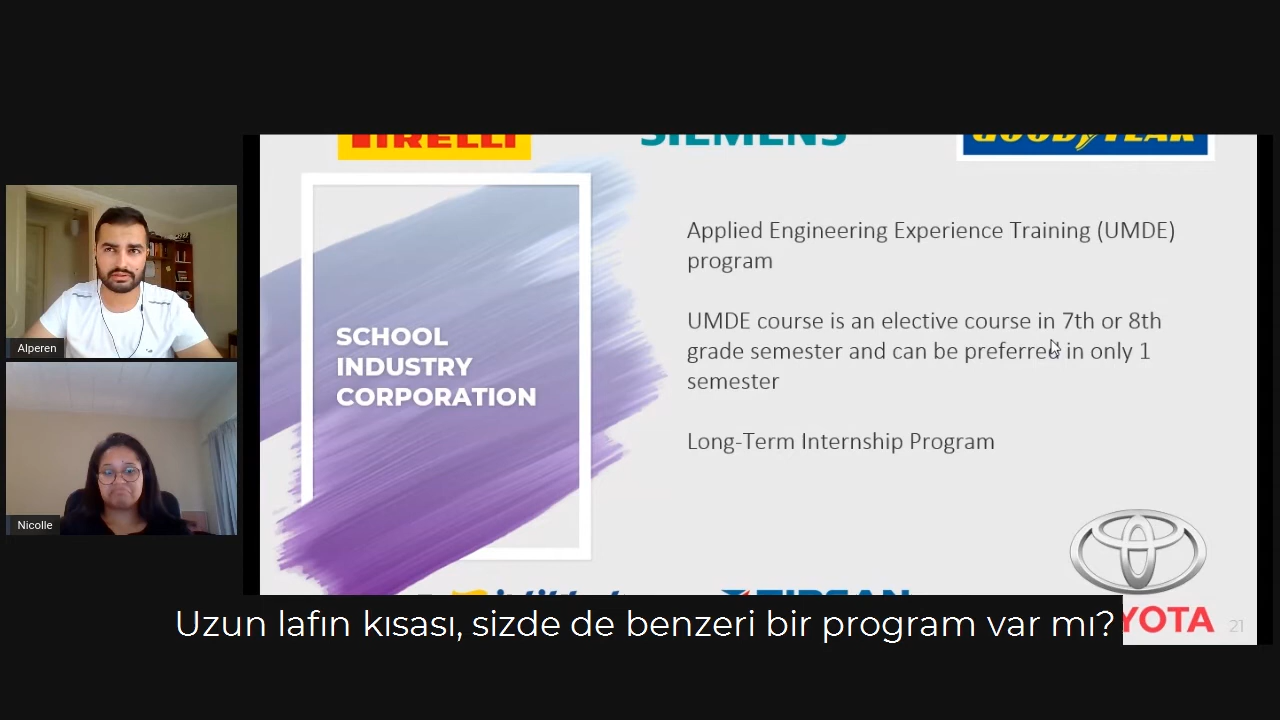 PIRELLI
SIEMENS
GOODYEAR
Applied Engineering Experience Training (UMDE)
program
UMDE course is an elective course in 7th or 8th
grade semester and can be preferred in only 1
semester
Long-Term Internship Program
SCHOOL
INDUSTRY
CORPORATION
Alperen
Nicolle
TIRSAN
YOTA
21
Uzun lafın kısası, sizde de benzeri bir program var mı?